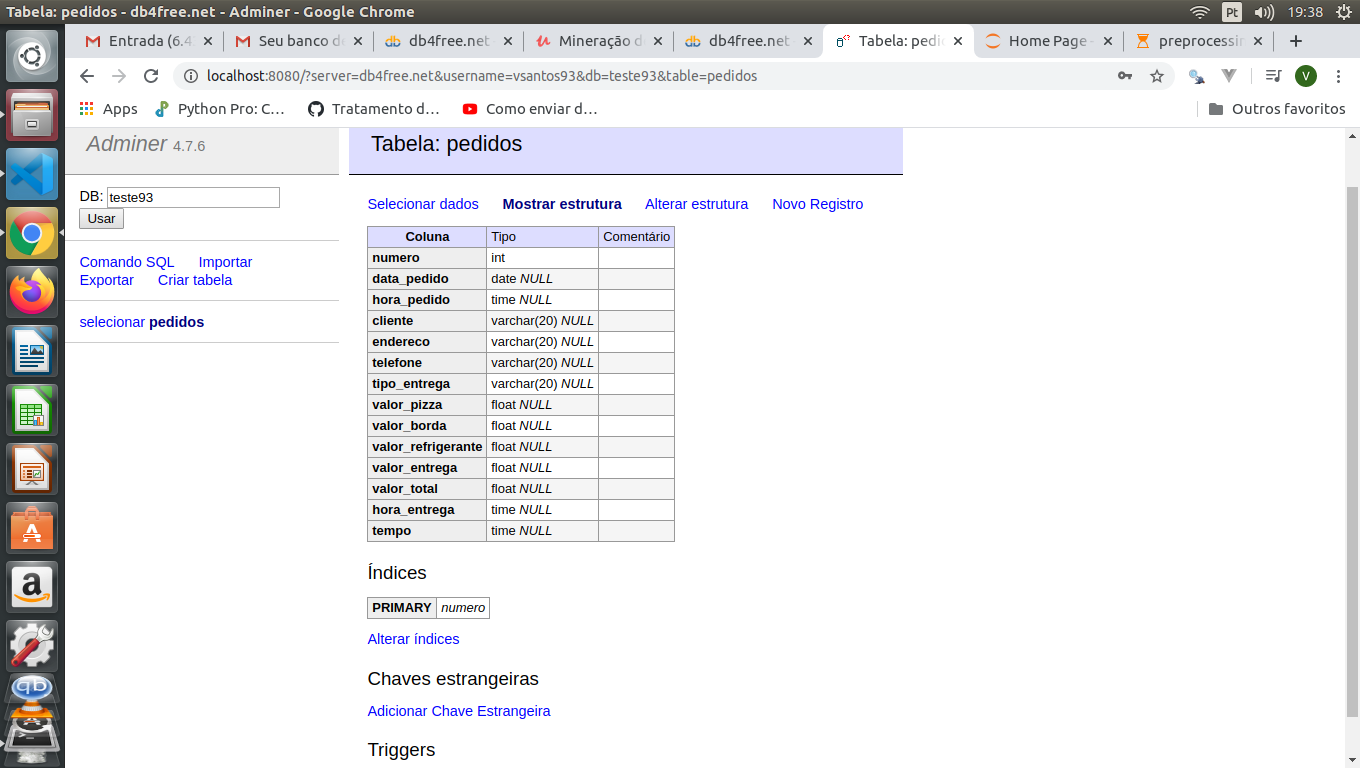 Tabela: pedidos - db4free.net - Adminer - Google Chrome
Pt
19:38
Entrada (6.4
Seu banco de
db4free.net
Mineração d
db4free.net
Tabela: pedi
Home Page -
preprocessin
localhost:8080/?server=db4free.net&username=vsantos93&db=teste93&table=pedidos
V
Apps
Python Pro: C…
Tratamento d…
Como enviar d…
Outros favoritos
Adminer 4.7.6
DB: teste93
Usar
Comando SQL Importar
Exportar Criar tabela
selecionar pedidos
Tabela: pedidos
Selecionar dados Mostrar estrutura Alterar estrutura Novo Registro
Coluna Tipo Comentário
numero int
data_pedido date NULL
hora_pedido time NULL
cliente varchar(20) NULL
endereco varchar(20) NULL
telefone varchar(20) NULL
tipo_entrega varchar(20) NULL
valor_pizza float NULL
valor_borda float NULL
valor_refrigerante float NULL
valor_entrega float NULL
valor_total float NULL
hora_entrega time NULL
tempo time NULL
Índices
PRIMARY numero
Alterar índices
Chaves estrangeiras
Adicionar Chave Estrangeira
Triggers